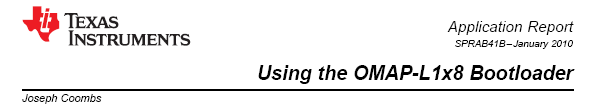 TEXAS
INSTRUMENTS
Application Report
SPRAB41B–January 2010
Using the OMAP-L1x8 Bootloader
Joseph Coombs